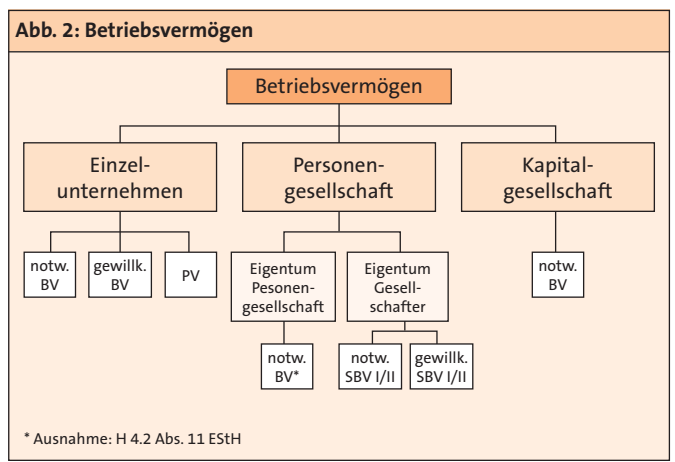 Abb. 2: Betriebsvermögen
Betriebsvermögen
Einzel-
unternehmen
Personen-
gesellschaft
Kapital-
gesellschaft
notw.
BV
gewillk.
BV
PV
Eigentum
Pesonen-
gesellschaft
Eigentum
Gesell-
schafter
notw.
BV
notw.
BV*
notw.
SBV I/II
gewillk.
SBV I/II
* Ausnahme: H 4.2 Abs. 11 EStH